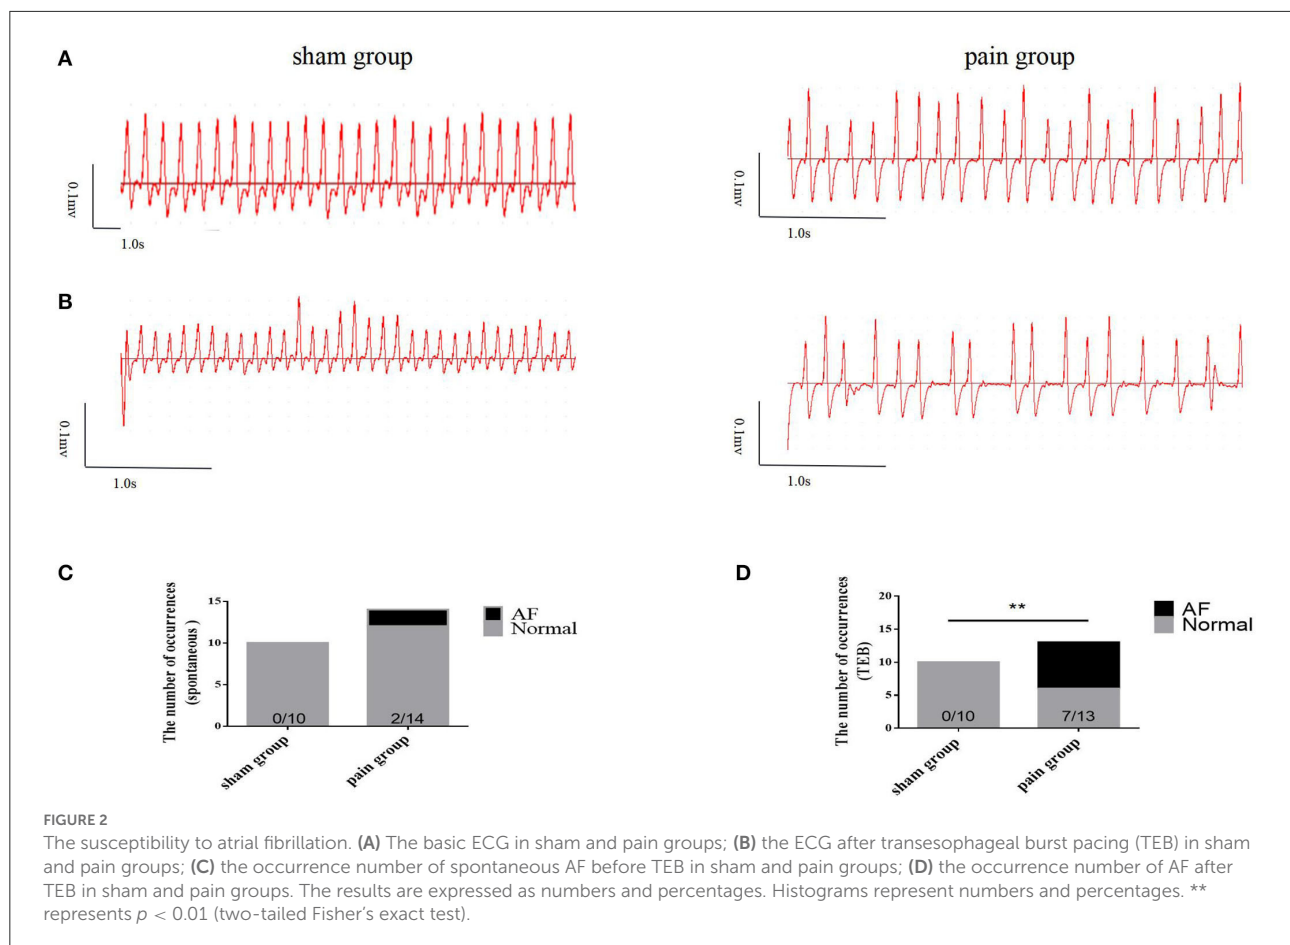 A
sham group
pain group
0.1mv
1.0s
0.1mv
1.0s
B
0.1mv
1.0s
0.1mv
1.0s
C
The number of occurrences
(spontaneous )
15
10
5
0
0/10
2/14
sham group
pain group
AF
Normal
D
The number of occurrences
(TEB)
20
15
10
5
0
**
0/10
7/13
sham group
pain group
AF
Normal
FIGURE 2
The susceptibility to atrial fibrillation. (A) The basic ECG in sham and pain groups; (B) the ECG after transesophageal burst pacing (TEB) in sham
and pain groups; (C) the occurrence number of spontaneous AF before TEB in sham and pain groups; (D) the occurrence number of AF after
TEB in sham and pain groups. The results are expressed as numbers and percentages. Histograms represent numbers and percentages. **
represents p < 0.01 (two-tailed Fisher's exact test).